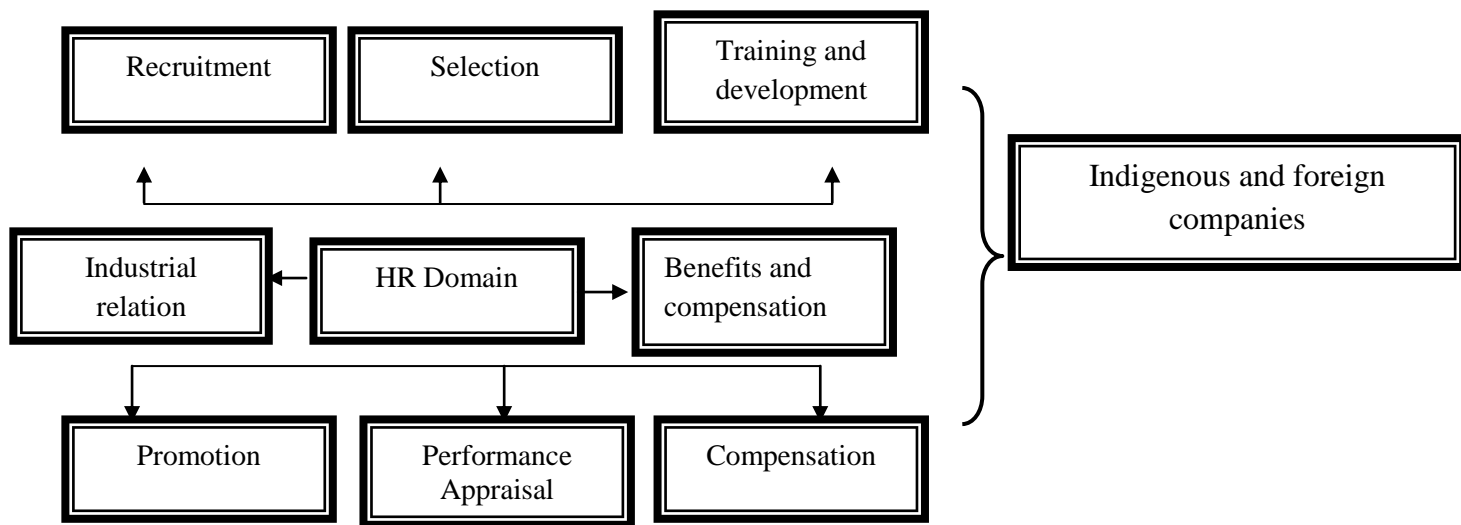 Recruitment
Selection
Training and
development
Indigenous and foreign
companies
Industrial
relation
HR Domain
Benefits and
compensation
Promotion
Performance
Appraisal
Compensation